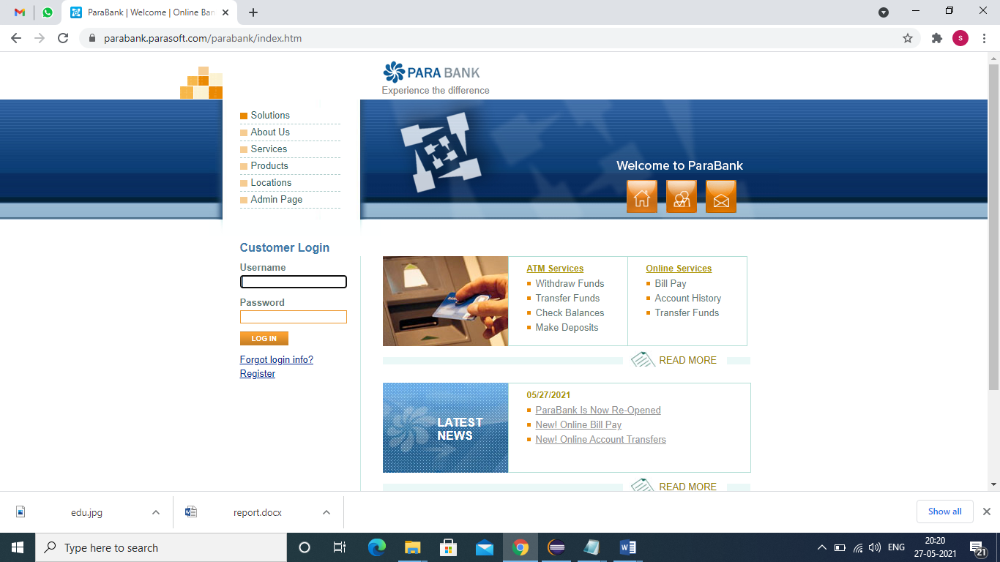 ParaBank | Welcome | Online Ban
parabank.parasoft.com/parabank/index.htm
s
PARA BANK
Experience the difference
Solutions
About Us
Services
Products
Locations
Admin Page
Welcome to ParaBank
Customer Login
Username
Password
LOG IN
Forgot login info?
Register
ATM Services
Withdraw Funds
Transfer Funds
Check Balances
Make Deposits
Online Services
Bill Pay
Account History
Transfer Funds
READ MORE
LATEST
NEWS
05/27/2021
ParaBank Is Now Re-Opened
New! Online Bill Pay
New! Online Account Transfers
READ MORE
edu.jpg
report.docx
Show all
Type here to search
ENG
20:20
27-05-2021
21